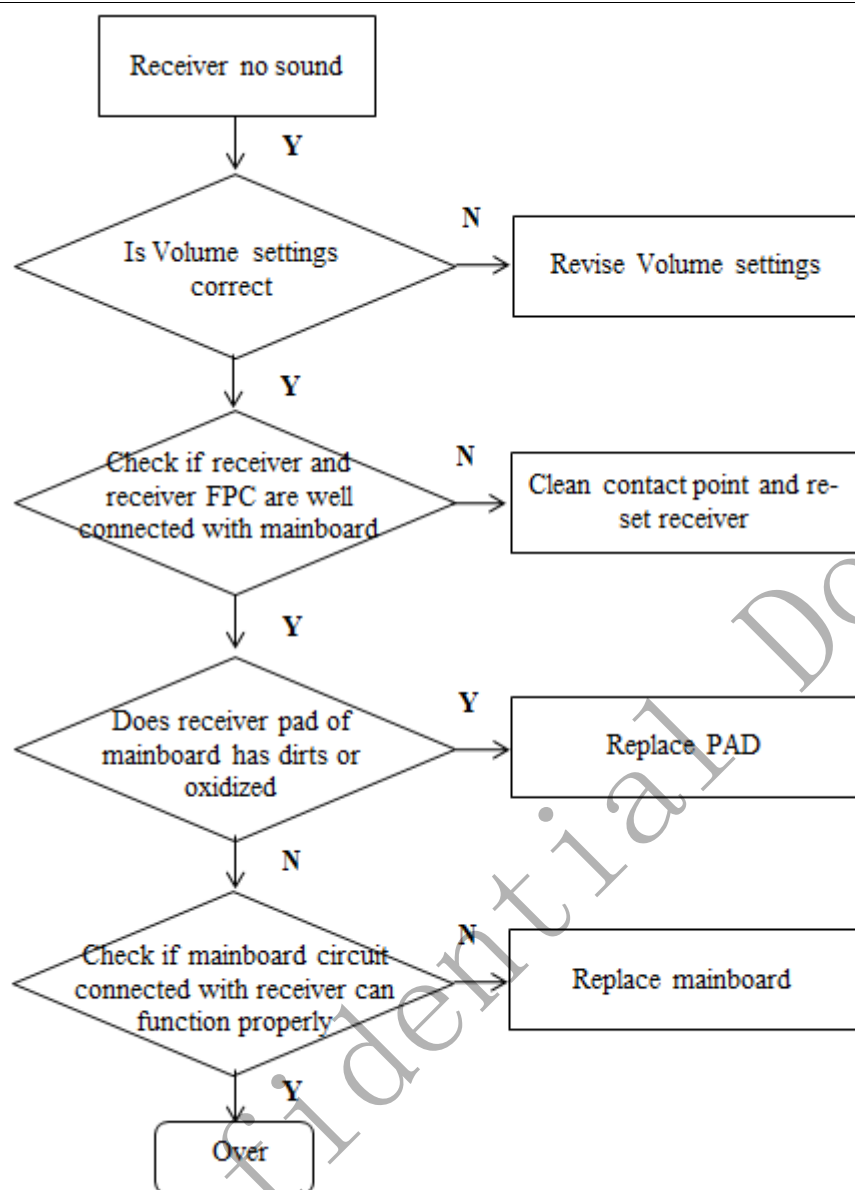 Receiver no sound
Y
Is Volume settings
correct
N
Revise Volume settings
Y
Check if receiver and
receiver FPC are well
connected with mainboard
N
Clean contact point and re-
set receiver
Y
Does receiver pad of
mainboard has dirts or
oxidized
Y
Replace PAD
N
Check if mainboard circuit
connected with receiver can
function properly
N
Replace mainboard
Y
Over